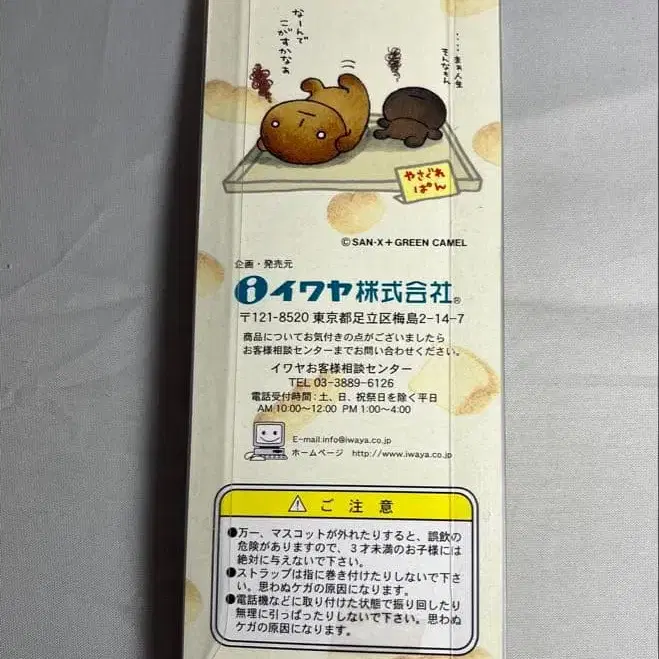 なーんで
こがすかなぁ
・・・・まぁ人生
そんなもん。
やさぐれ
ぱん
©SAN-X+GREEN CAMEL
企画・発売元
iイワヤ株式会社®
〒121-8520 東京都足立区梅島2-14-7
商品についてお気付きの点がございましたら
お客様相談センターまでお問い合わせください。
イワヤお客様相談センター
TEL 03-3889-6126
電話受付時間：土、日、祝祭日を除く平日
AM 10:00〜12:00 PM 1:00〜4:00
E-mail:info@iwaya.co.jp
ホームページ http://www.iwaya.co.jp
⚠ご注意
●万一、マスコットが外れたりすると、誤飲の
危険がありますので、３才未満のお子様には
絶対に与えないで下さい。
●ストラップは指に巻き付けたりしないで下さ
い。思わぬケガの原因になります。
●電話機などに取り付けた状態で振り回したり
無理に引っぱったりしないで下さい。思わぬ
ケガの原因になります。